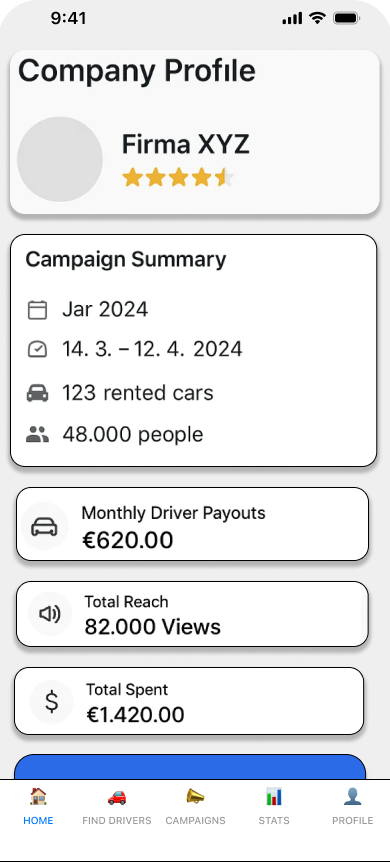 9:41
Company Profile
Firma XYZ
Campaign Summary
Jar 2024
14. 3. – 12. 4. 2024
123 rented cars
48.000 people
Monthly Driver Payouts
€620.00
Total Reach
82.000 Views
Total Spent
$
€1.420.00
HOME
FIND DRIVERS
CAMPAIGNS
STATS
PROFILE